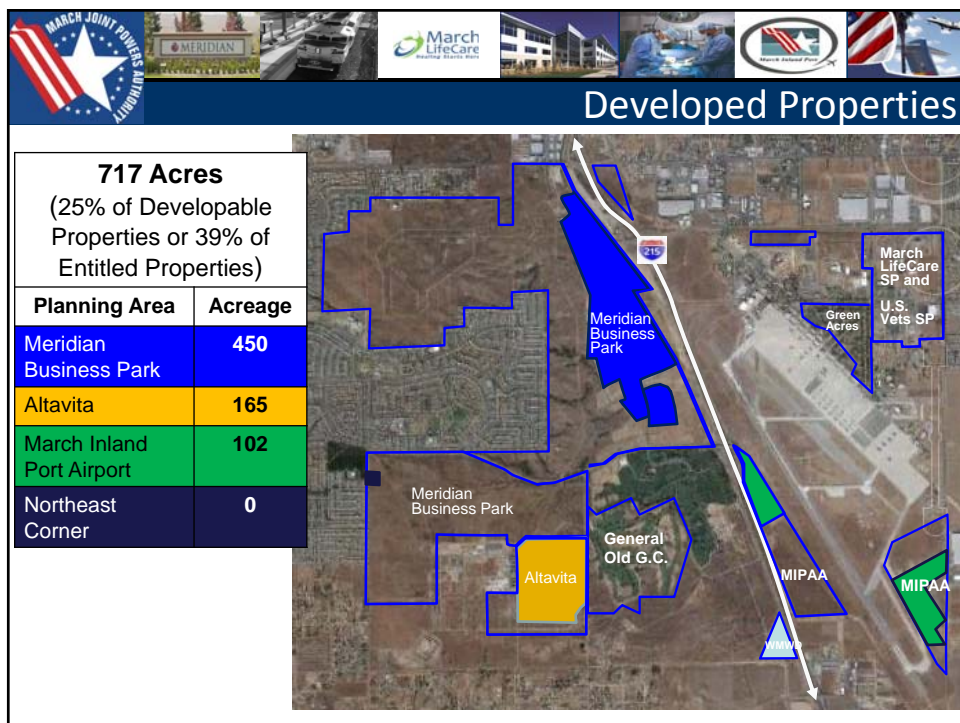 MARCH JOINT POWERS AUTHORITY
MERIDIAN
March
LifeCare
Healing Starts Here
March Inland Port
Developed Properties
717 Acres
(25% of Developable
Properties or 39% of
Entitled Properties)
Planning Area Acreage
Meridian
Business Park
450
Altavita 165
March Inland
Port Airport
102
Northeast
Corner
0
215
March
LifeCare
SP and
U.S.
Vets SP
Green
Acres
Meridian
Business
Park
Meridian
Business Park
General
Old G.C.
Altavita
MIPAA
MIPAA
WMWD